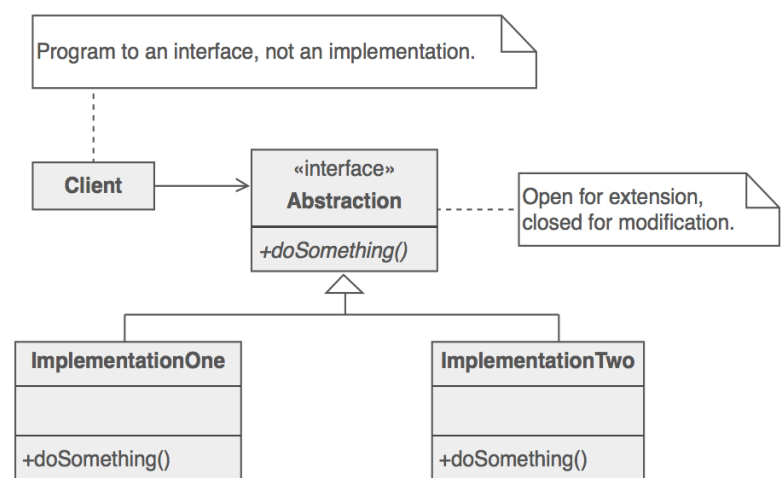 Program to an interface, not an implementation.
Client
«interface»
Abstraction
+doSomething()
Open for extension,
closed for modification.
ImplementationOne
+doSomething()
ImplementationTwo
+doSomething()